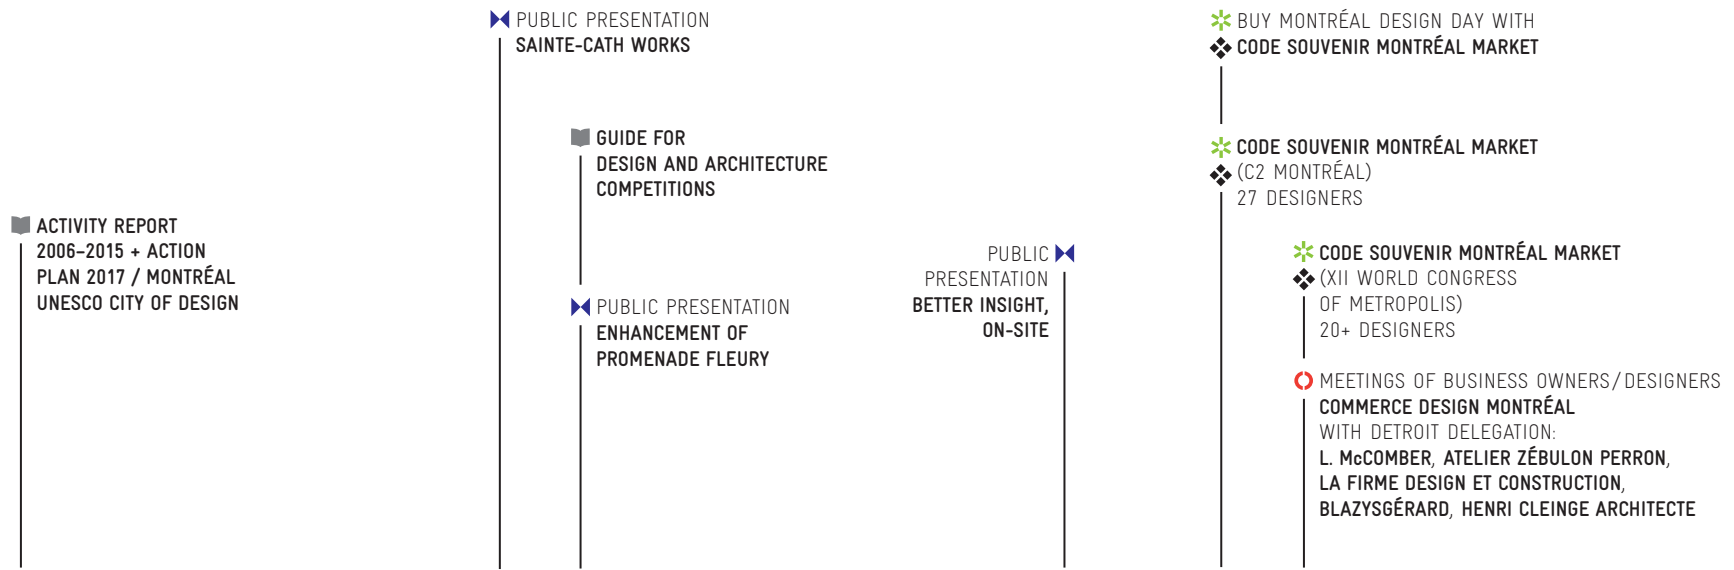 ACTIVITY REPORT
2006–2015 + ACTION
PLAN 2017 / MONTRÉAL
UNESCO CITY OF DESIGN
PUBLIC PRESENTATION
SAINTE-CATH WORKS
GUIDE FOR
DESIGN AND ARCHITECTURE
COMPETITIONS
PUBLIC PRESENTATION
ENHANCEMENT OF
PROMENADE FLEURY
PUBLIC
PRESENTATION
BETTER INSIGHT,
ON-SITE
BUY MONTRÉAL DESIGN DAY WITH
CODE SOUVENIR MONTRÉAL MARKET
CODE SOUVENIR MONTRÉAL MARKET
(C2 MONTRÉAL)
27 DESIGNERS
CODE SOUVENIR MONTRÉAL MARKET
(XII WORLD CONGRESS
OF METROPOLIS)
20+ DESIGNERS
MEETINGS OF BUSINESS OWNERS/DESIGNERS
COMMERCE DESIGN MONTRÉAL
WITH DETROIT DELEGATION:
L. McCOMBER, ATELIER ZÉBULON PERRON,
LA FIRME DESIGN ET CONSTRUCTION,
BLAZYSGÉRARD, HENRI CLEINGE ARCHITECTE